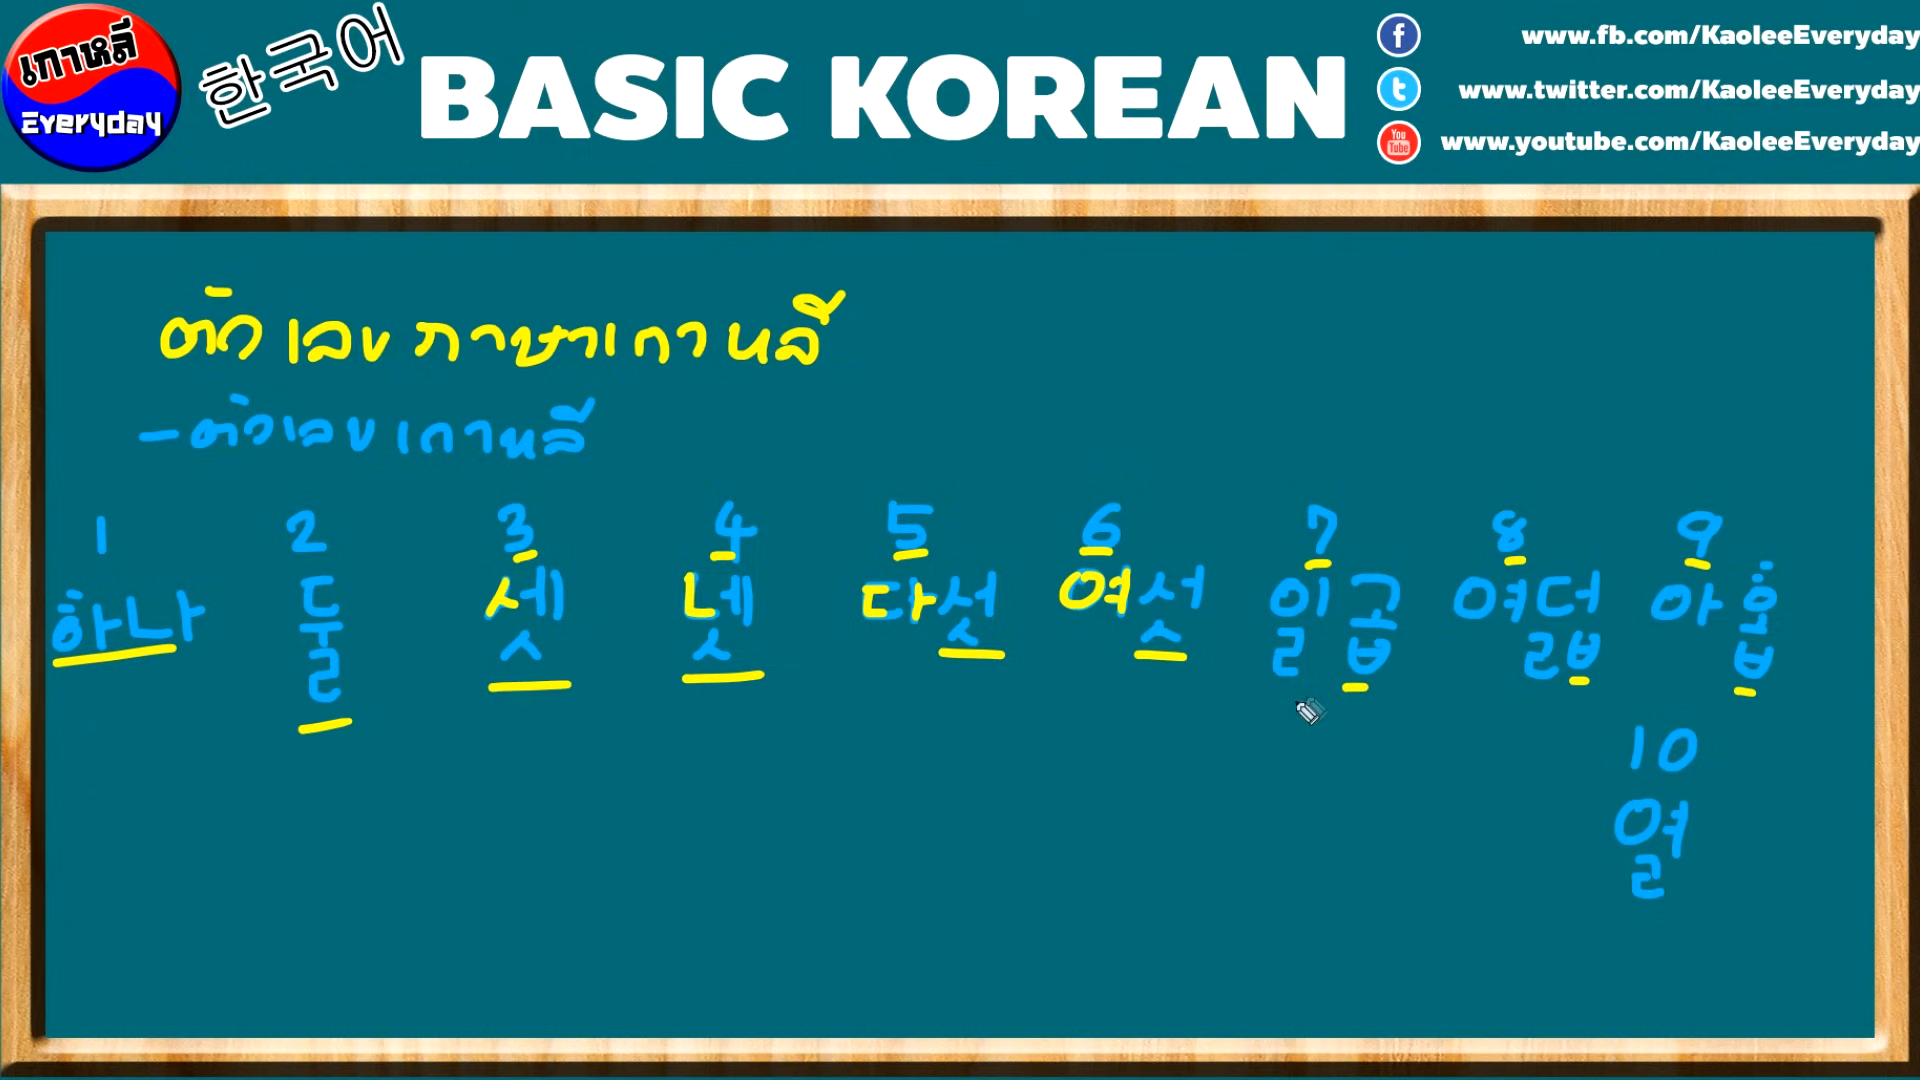 เกาหลี
Everyday
한국어
BASIC KOREAN
www.fb.com/KaoleeEveryday
www.twitter.com/KaoleeEveryday
You Tube www.youtube.com/KaoleeEveryday
ตัวเลขภาษาเกาหลี
-ตัวเลขเกาหลี
1 2 3 4 5 6 7 8 9
하나 둘 셋 넷 다섯 여섯 일곱 여덟 아홉
10
열